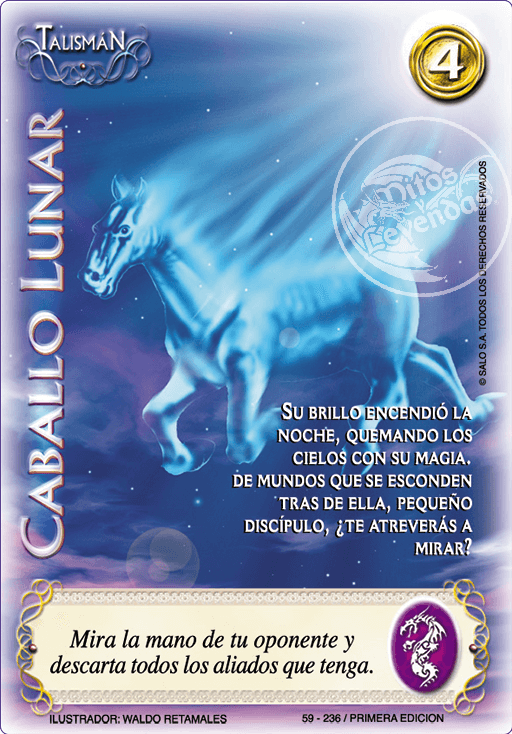 TALISMÁN
4
CABALLO LUNAR
Mitos
y
Leyendas
© SALO S.A. TODOS LOS DERECHOS RESERVADOS
SU BRILLO ENCENDIÓ LA
NOCHE, QUEMANDO LOS
CIELOS CON SU MAGIA.
DE MUNDOS QUE SE ESCONDEN
TRAS DE ELLA, PEQUEÑO
DISCÍPULO, ¿TE ATREVERÁS A
MIRAR?
Mira la mano de tu oponente y
descarta todos los aliados que tenga.
ILUSTRADOR: WALDO RETAMALES
59 - 236 / PRIMERA EDICION